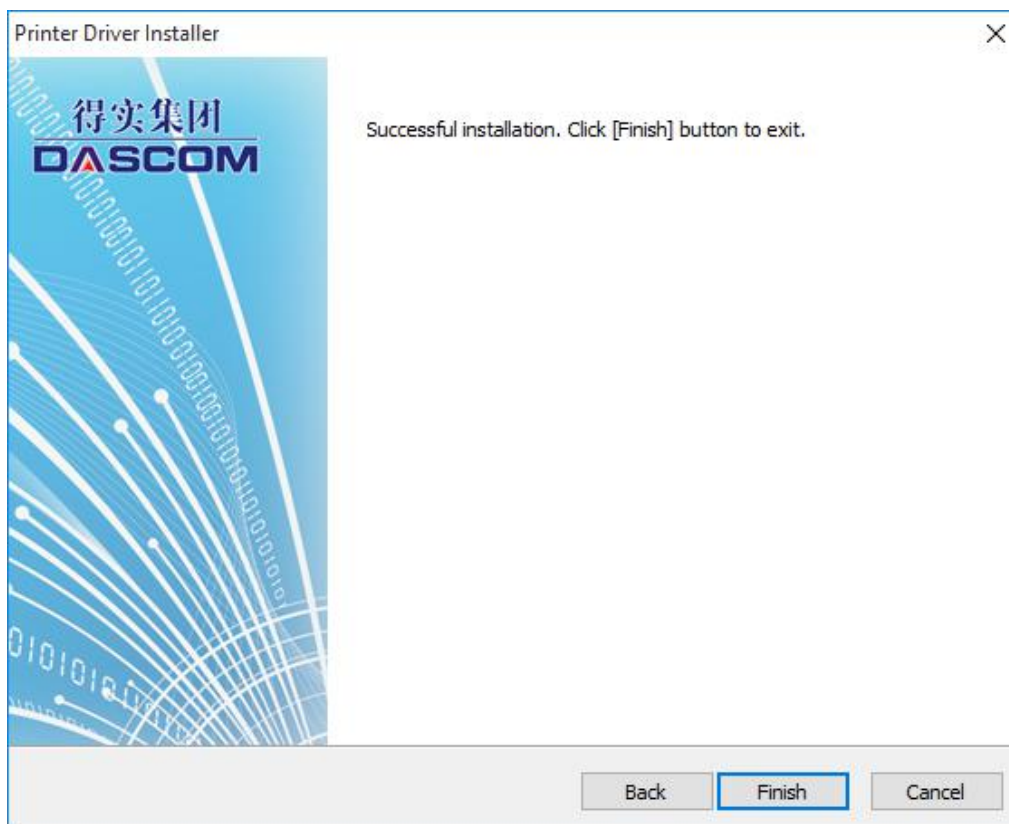 Printer Driver Installer
得实集团
DASCOM
Successful installation. Click [Finish] button to exit.
Back
Finish
Cancel